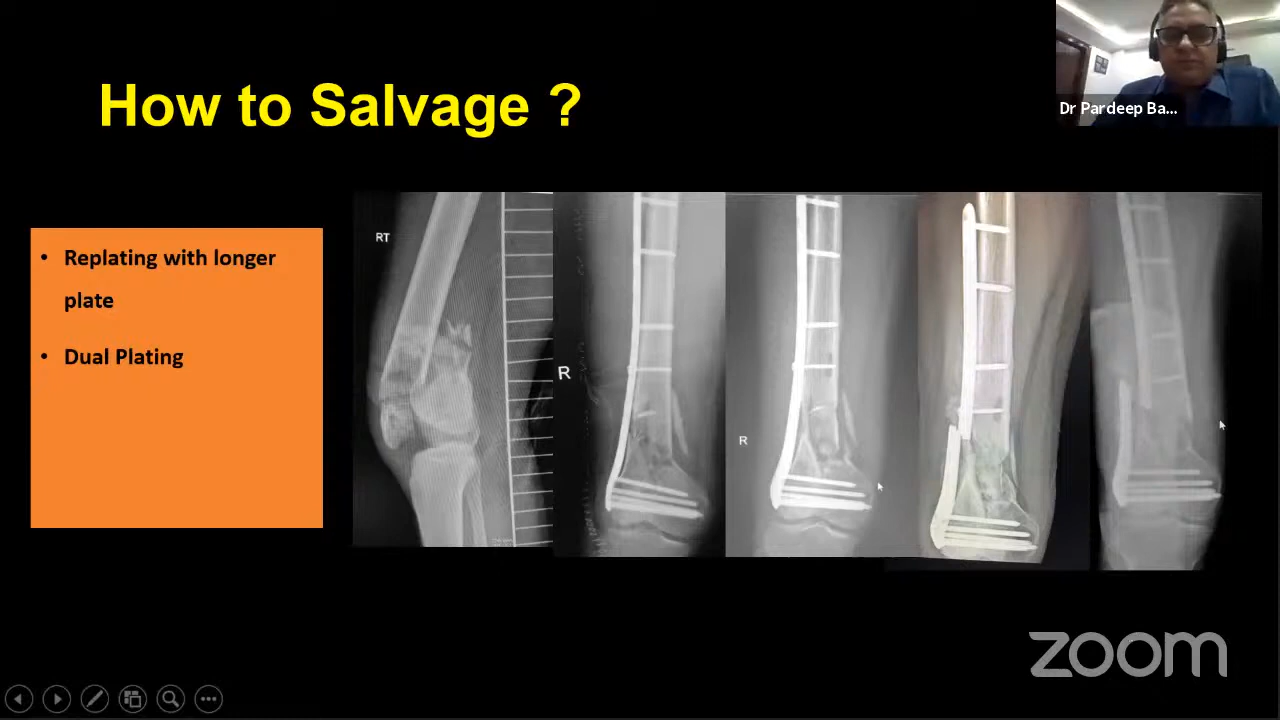 How to Salvage ?
Dr Pardeep Ba...
• Replating with longer
plate
• Dual Plating
RT
R
R
zoom